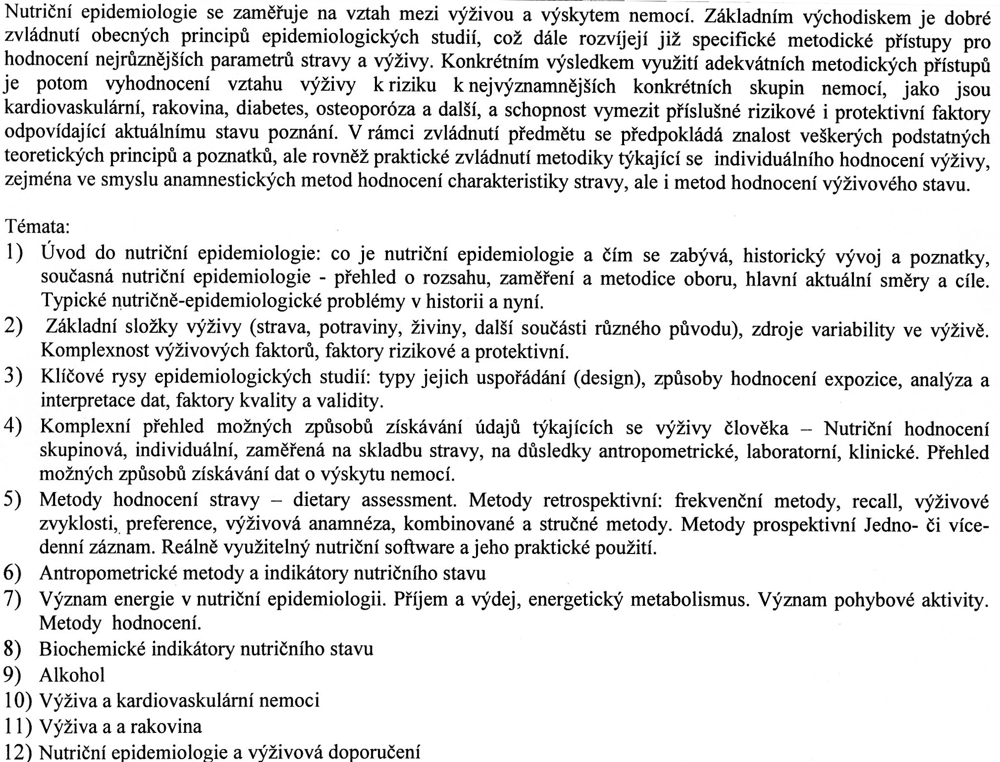 Nutriční epidemiologie se zaměřuje na vztah mezi výživou a výskytem nemocí. Základním východiskem je dobré
zvládnutí obecných principů epidemiologických studií, což dále rozvíjejí již specifické metodické přístupy pro
hodnocení nejrůznějších parametrů stravy a výživy. Konkrétním výsledkem využití adekvátních metodických přístupů
je potom vyhodnocení vztahu výživy k riziku k nejvýznamnějších konkrétních skupin nemocí, jako jsou
kardiovaskulární, rakovina, diabetes, osteoporóza a další, a schopnost vymezit příslušné rizikové i protektivní faktory
odpovídající aktuálnímu stavu poznání. V rámci zvládnutí předmětu se předpokládá znalost veškerých podstatných
teoretických principů a poznatků, ale rovněž praktické zvládnutí metodiky týkající se individuálního hodnocení výživy,
zejména ve smyslu anamnestických metod hodnocení charakteristiky stravy, ale i metod hodnocení výživového stavu.
Témata:
1) Úvod do nutriční epidemiologie: co je nutriční epidemiologie a čím se zabývá, historický vývoj a poznatky,
současná nutriční epidemiologie - přehled o rozsahu, zaměření a metodice oboru, hlavní aktuální směry a cíle.
Typické nutričně-epidemiologické problémy v historii a nyní.
2) Základní složky výživy (strava, potraviny, živiny, další součásti různého původu), zdroje variability ve výživě.
Komplexnost výživových faktorů, faktory rizikové a protektivní.
3) Klíčové rysy epidemiologických studií: typy jejich uspořádání (design), způsoby hodnocení expozice, analýza a
interpretace dat, faktory kvality a validity.
4) Komplexní přehled možných způsobů získávání údajů týkajících se výživy člověka – Nutriční hodnocení
skupinová, individuální, zaměřená na skladbu stravy, na důsledky antropometrické, laboratorní, klinické. Přehled
možných způsobů získávání dat o výskytu nemocí.
5) Metody hodnocení stravy – dietary assessment. Metody retrospektivní: frekvenční metody, recall, výživové
zvyklosti, preference, výživová anamnéza, kombinované a stručné metody. Metody prospektivní Jedno- či více-
denní záznam. Reálně využitelný nutriční software a jeho praktické použití.
6) Antropometrické metody a indikátory nutričního stavu
7) Význam energie v nutriční epidemiologii. Příjem a výdej, energetický metabolismus. Význam pohybové aktivity.
Metody hodnocení.
8) Biochemické indikátory nutričního stavu
9) Alkohol
10) Výživa a kardiovaskulární nemoci
11) Výživa a a rakovina
12) Nutriční epidemiologie a výživová doporučení